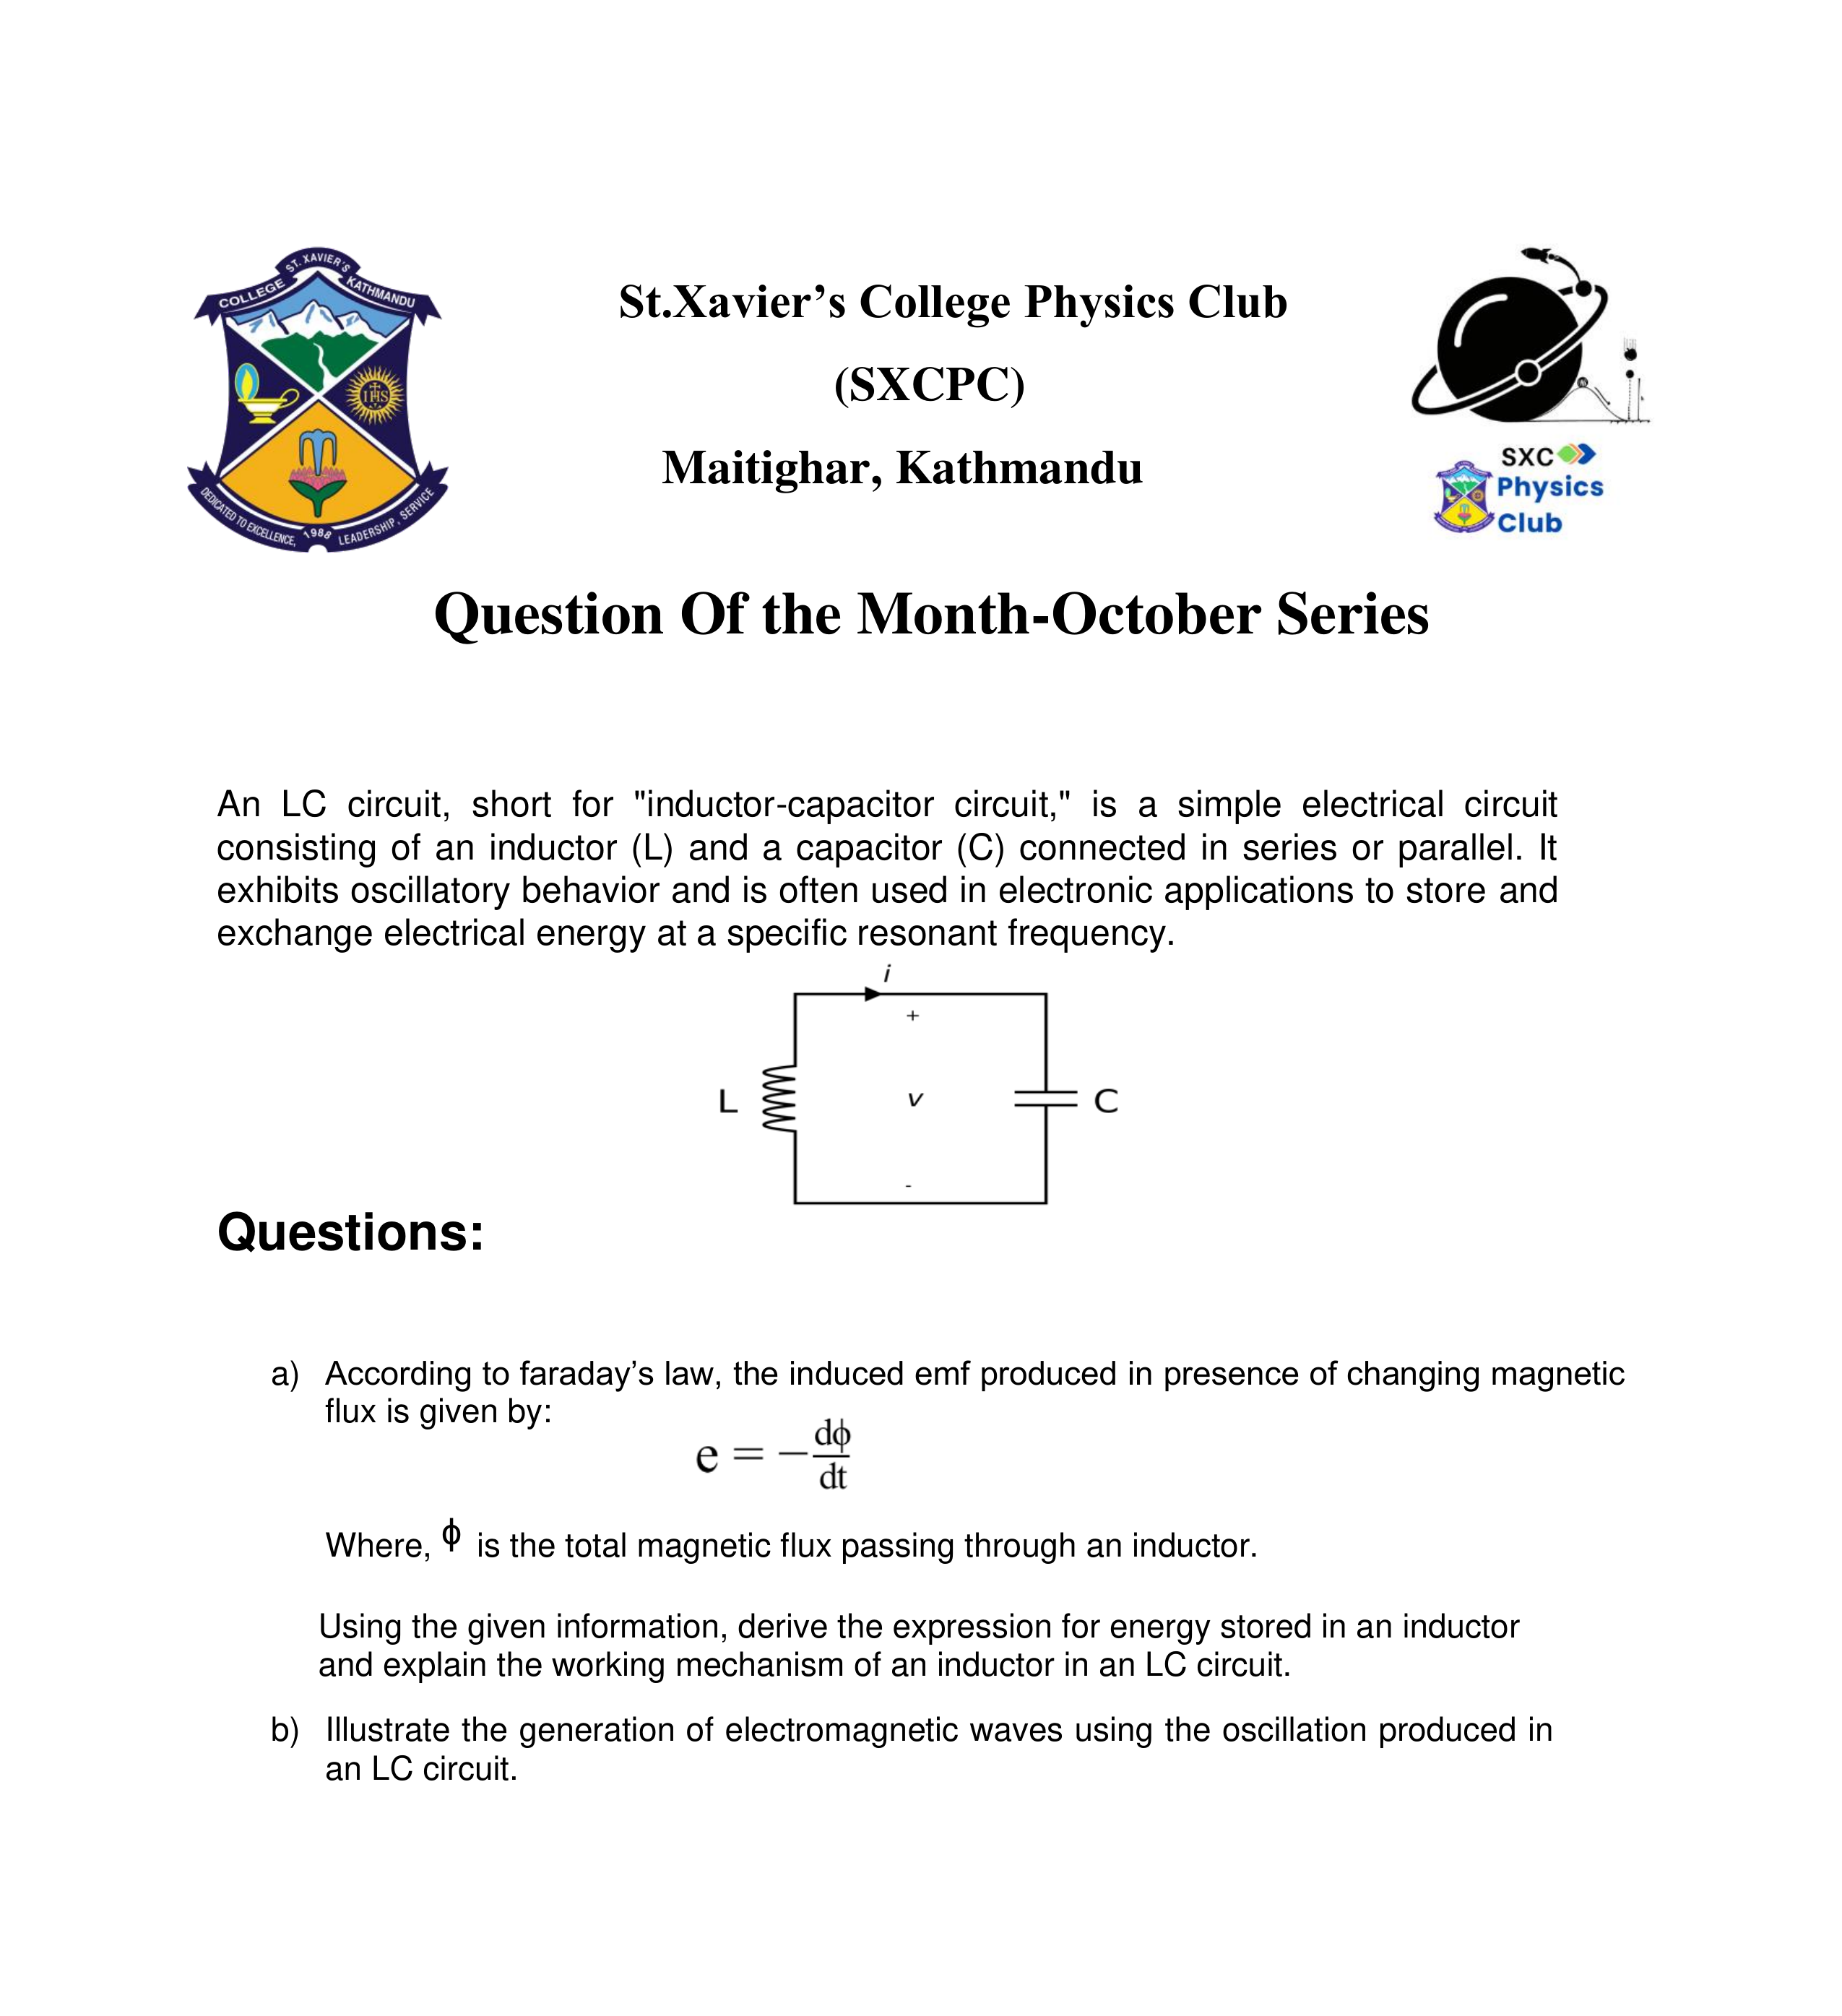 COLLEGE ST. XAVIER'S KATHMANDU
IHS
DEDICATED TO EXCELLENCE, 1988 LEADERSHIP, SERVICE
St.Xavier’s College Physics Club
(SXCPC)
Maitighar, Kathmandu
SXC
Physics
Club
Question Of the Month-October Series
An LC circuit, short for "inductor-capacitor circuit," is a simple electrical circuit
consisting of an inductor (L) and a capacitor (C) connected in series or parallel. It
exhibits oscillatory behavior and is often used in electronic applications to store and
exchange electrical energy at a specific resonant frequency.
i
+
L
v
C
-
Questions:
a) According to faraday’s law, the induced emf produced in presence of changing magnetic
flux is given by:
e = −dϕ/dt
Where, ϕ is the total magnetic flux passing through an inductor.
Using the given information, derive the expression for energy stored in an inductor
and explain the working mechanism of an inductor in an LC circuit.
b) Illustrate the generation of electromagnetic waves using the oscillation produced in
an LC circuit.